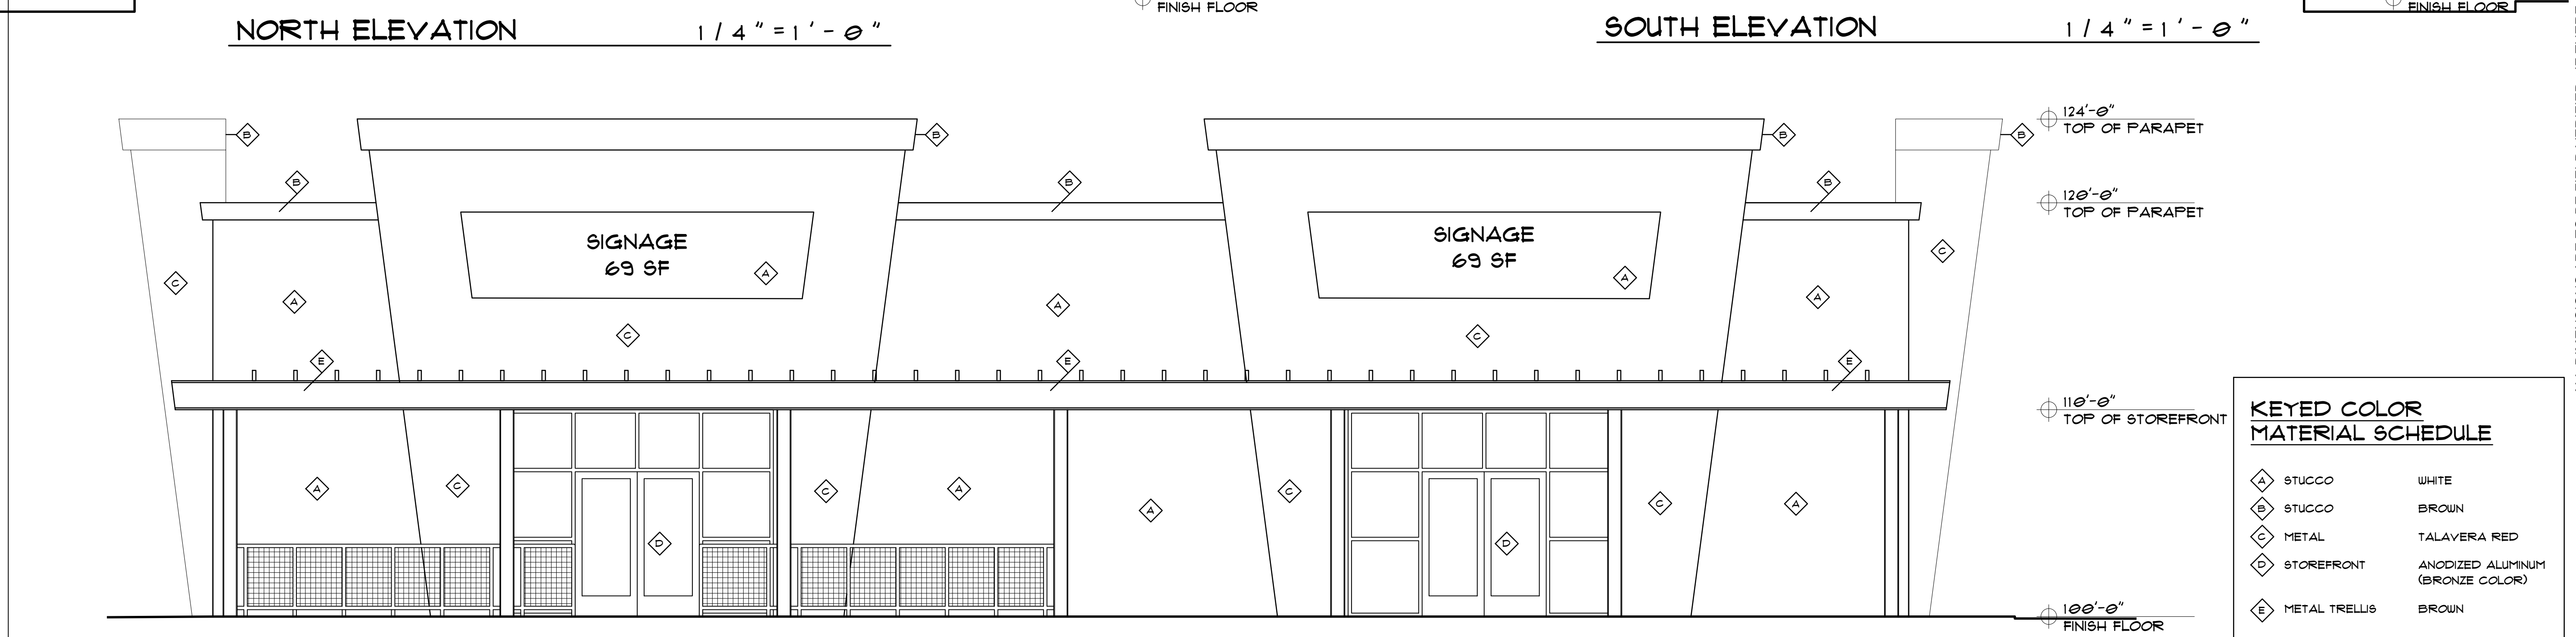 FINISH FLOOR
FINISH FLOOR
NORTH ELEVATION 1/4"=1'-0"
SOUTH ELEVATION 1/4"=1'-0"
B
B
B
B
124'-0"
TOP OF PARAPET
B
B
B
120'-0"
TOP OF PARAPET
SIGNAGE
69 SF
A
SIGNAGE
69 SF
A
C
C
A
A
A
C
C
E
E
E
110'-0"
TOP OF STOREFRONT
A
C
C
A
A
C
C
A
D
D
100'-0"
FINISH FLOOR
KEYED COLOR
MATERIAL SCHEDULE
A STUCCO WHITE
B STUCCO BROWN
C METAL TALAVERA RED
D STOREFRONT ANODIZED ALUMINUM
(BRONZE COLOR)
E METAL TRELLIS BROWN